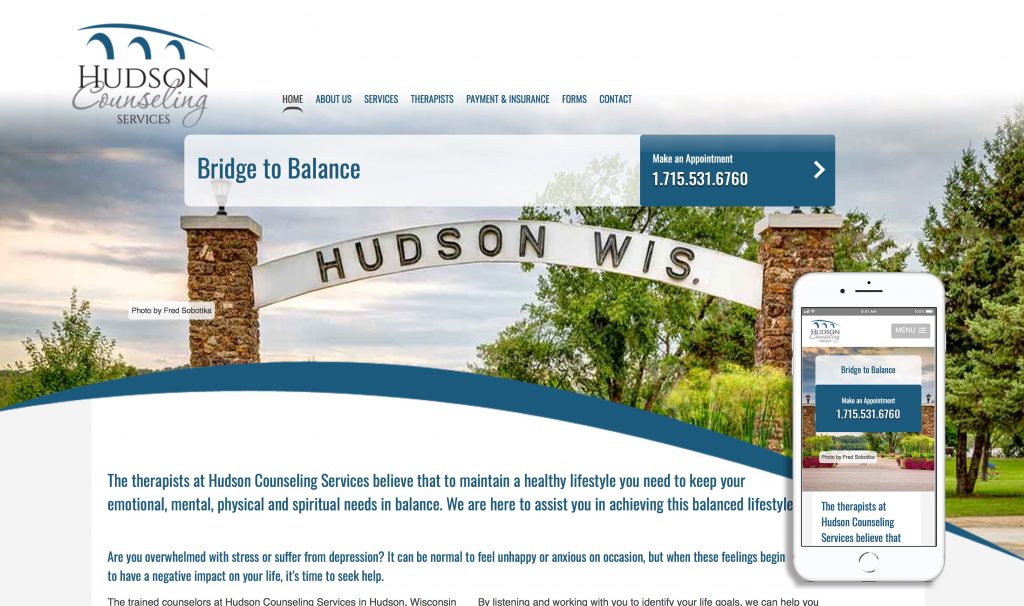 HUDSON
Counseling
SERVICES
HOME ABOUT US SERVICES THERAPISTS PAYMENT & INSURANCE FORMS CONTACT
Bridge to Balance
Make an Appointment
1.715.531.6760
HUDSON WIS.
Photo by Fred Sobottka
The therapists at Hudson Counseling Services believe that to maintain a healthy lifestyle you need to keep your
emotional, mental, physical and spiritual needs in balance. We are here to assist you in achieving this balanced lifestyle
Are you overwhelmed with stress or suffer from depression? It can be normal to feel unhappy or anxious on occasion, but when these feelings begin
to have a negative impact on your life, it's time to seek help.
The trained counselors at Hudson Counseling Services in Hudson, Wisconsin
By listening and working with you to identify your life goals, we can help you
9:41 AM 100%
HUDSON
Counseling
SERVICES
MENU
Bridge to Balance
Make an Appointment
1.715.531.6760
Photo by Fred Sobottka
The therapists at
Hudson Counseling
Services believe that